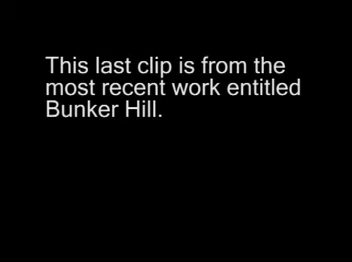 This last clip is from the
most recent work entitled
Bunker Hill.